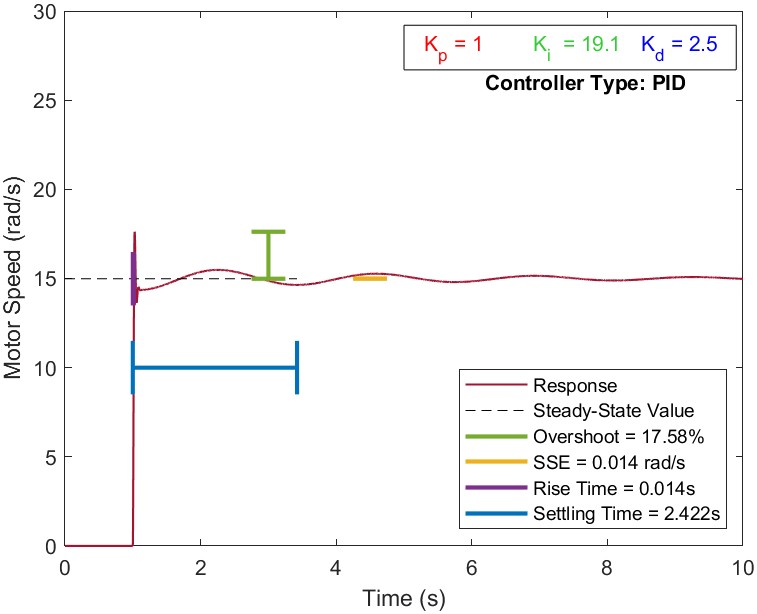 30
25
20
15
10
5
0
Motor Speed (rad/s)
Kp = 1 Ki = 19.1 Kd = 2.5
Controller Type: PID
Response
Steady-State Value
Overshoot = 17.58%
SSE = 0.014 rad/s
Rise Time = 0.014s
Settling Time = 2.422s
0 2 4 6 8 10
Time (s)